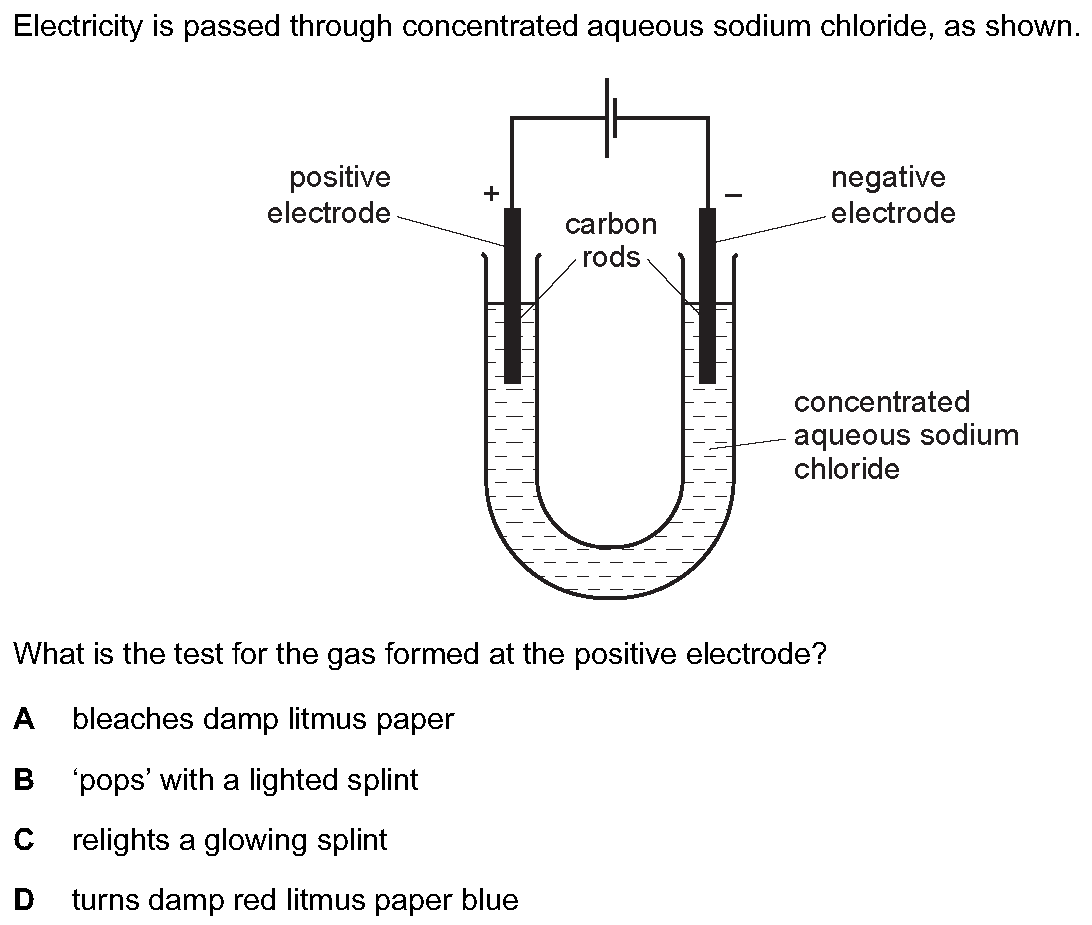 Electricity is passed through concentrated aqueous sodium chloride, as shown.
positive
electrode
+
–
negative
electrode
carbon
rods
concentrated
aqueous sodium
chloride
What is the test for the gas formed at the positive electrode?
A bleaches damp litmus paper
B ‘pops’ with a lighted splint
C relights a glowing splint
D turns damp red litmus paper blue